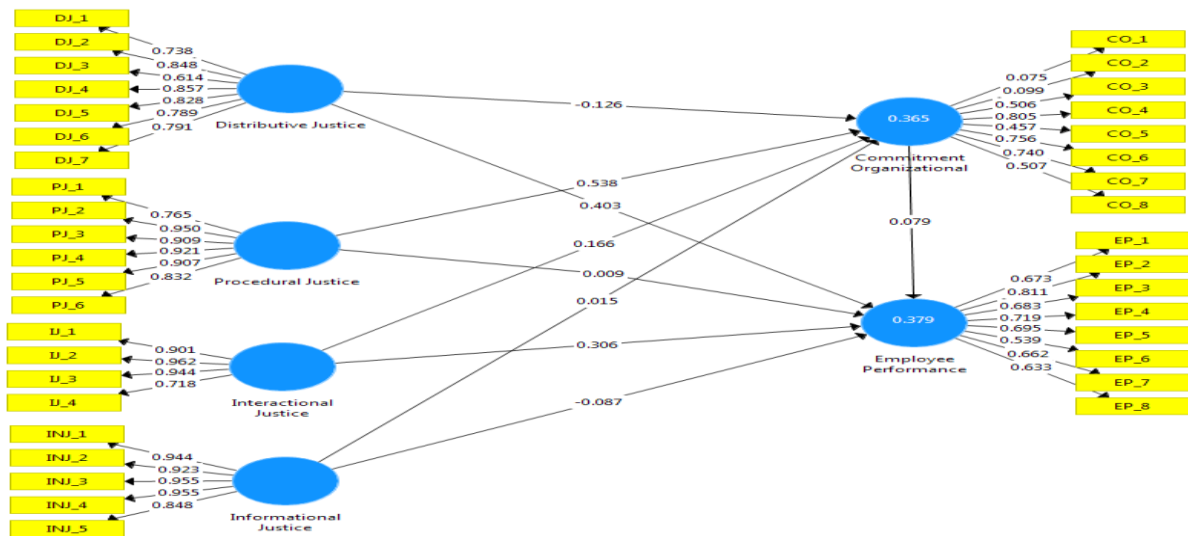 DJ_1
DJ_2
DJ_3
DJ_4
DJ_5
DJ_6
DJ_7
0.738
0.848
0.614
0.857
0.828
0.789
0.791
Distributive Justice
PJ_1
PJ_2
PJ_3
PJ_4
PJ_5
PJ_6
0.765
0.950
0.909
0.921
0.907
0.832
Procedural Justice
IJ_1
IJ_2
IJ_3
IJ_4
0.901
0.962
0.944
0.718
Interactional
Justice
INJ_1
INJ_2
INJ_3
INJ_4
INJ_5
0.944
0.923
0.955
0.955
0.848
Informational
Justice
-0.126
0.538
0.403
0.166
0.009
0.015
0.306
-0.087
0.365
Commitment
Organizational
0.079
0.379
Employee
Performance
0.075
0.099
0.506
0.805
0.457
0.756
0.740
0.507
CO_1
CO_2
CO_3
CO_4
CO_5
CO_6
CO_7
CO_8
0.673
0.811
0.683
0.719
0.695
0.539
0.662
0.633
EP_1
EP_2
EP_3
EP_4
EP_5
EP_6
EP_7
EP_8